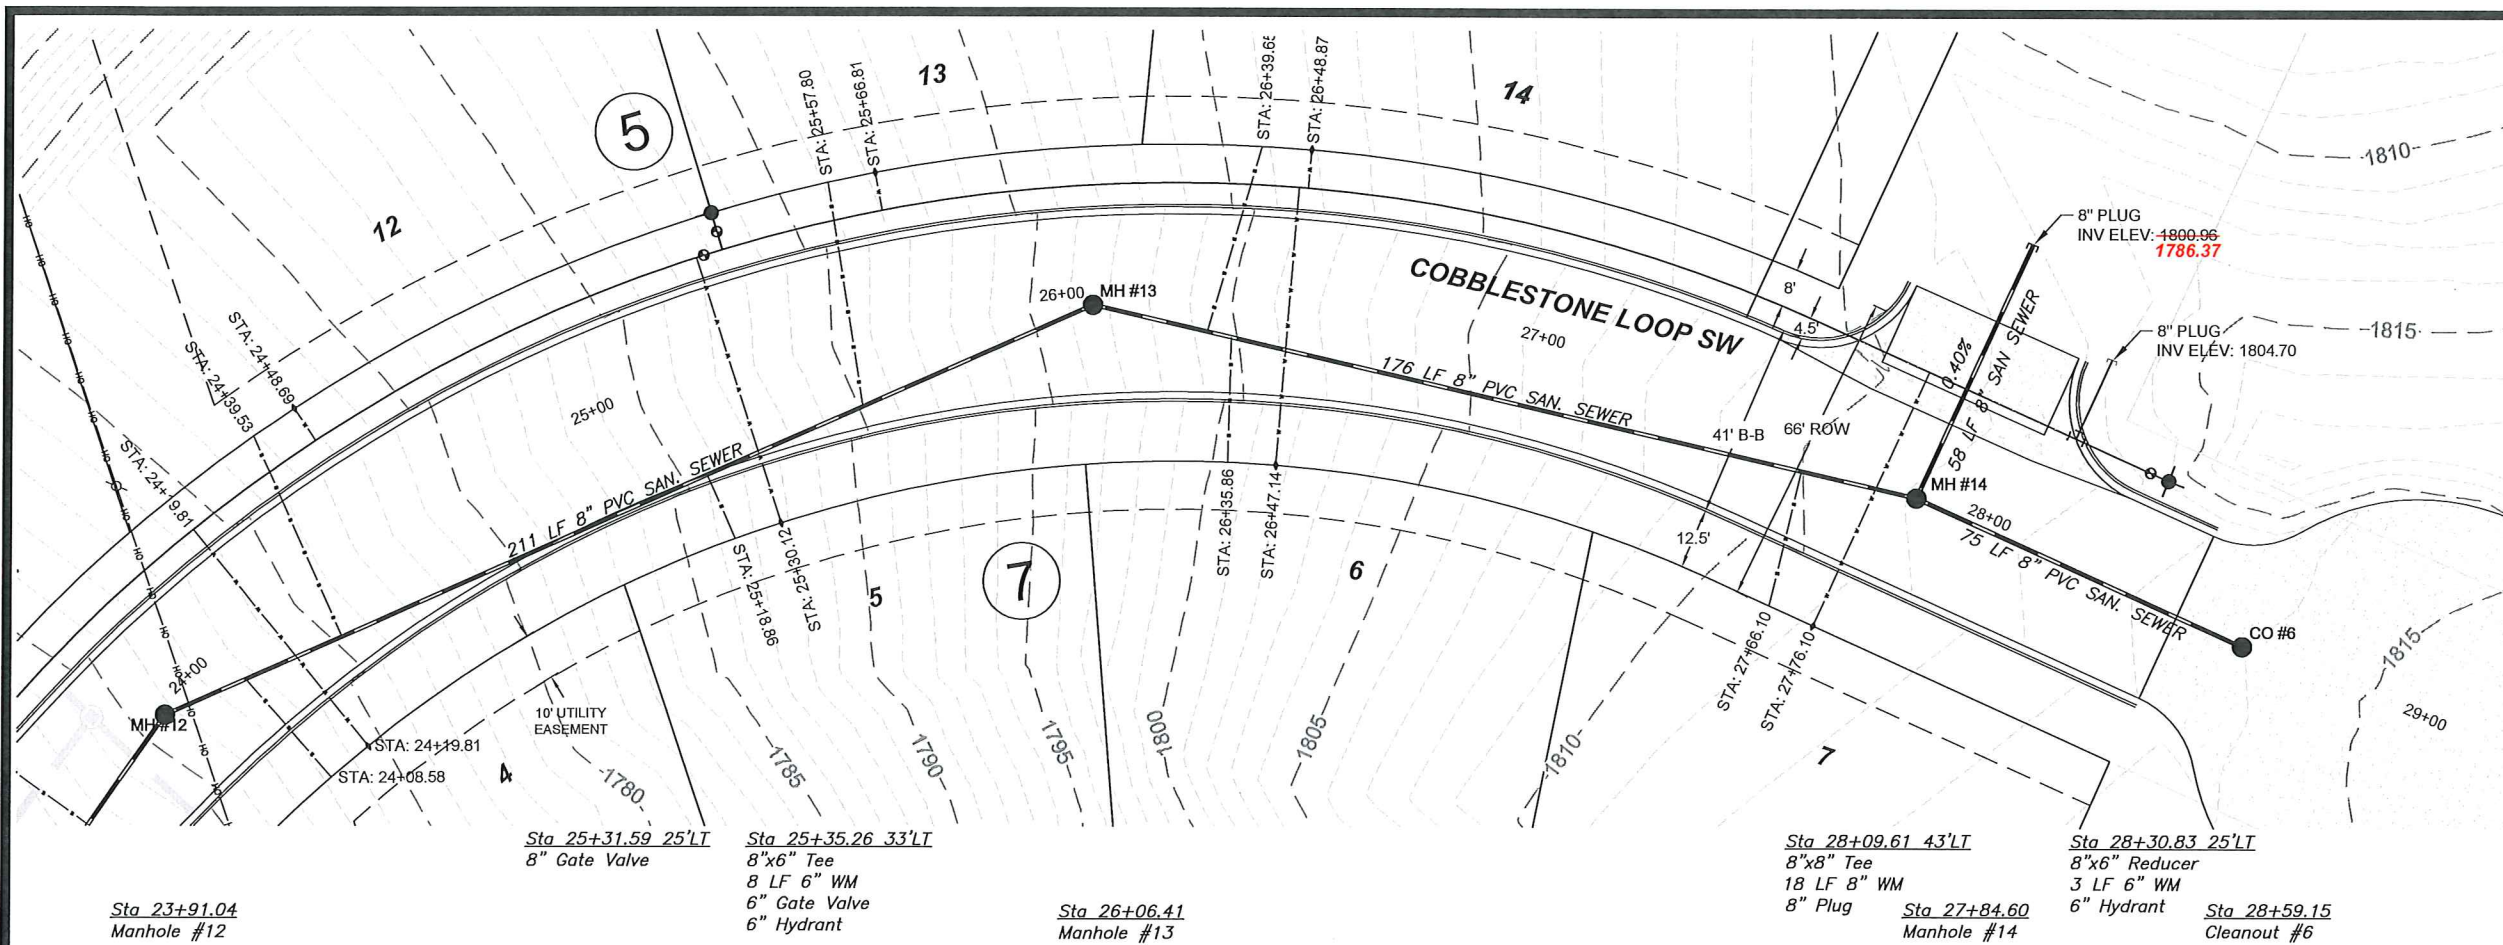 5
12
13
14
STA: 25+57.80
STA: 25+66.81
STA: 26+39.65
STA: 26+48.87
1810
8" PLUG
INV ELEV: 1800.96
1786.37
8" PLUG
INV ELEV: 1804.70
1815
STA: 24+48.69
STA: 24+39.53
STA: 24+19.81
26+00
MH #13
COBBLESTONE LOOP SW
27+00
8'
4.5'
0.40%
58 LF 8" SAN SEWER
25+00
176 LF 8" PVC SAN. SEWER
41' B-B
66' ROW
MH #14
28+00
75 LF 8" PVC SAN. SEWER
CO #6
211 LF 8" PVC SAN. SEWER
12.5'
STA: 25+18.86
STA: 25+30.12
STA: 26+35.86
STA: 26+47.14
STA: 27+66.10
STA: 27+76.10
5
7
6
24+00
MH #12
10' UTILITY
EASEMENT
STA: 24+19.81
STA: 24+08.58
4
1780
1785
1790
1795
1800
1805
1810
7
1815
29+00
Sta 25+31.59 25'LT
8" Gate Valve
Sta 25+35.26 33'LT
8"x6" Tee
8 LF 6" WM
6" Gate Valve
6" Hydrant
Sta 28+09.61 43'LT
8"x8" Tee
18 LF 8" WM
8" Plug
Sta 28+30.83 25'LT
8"x6" Reducer
3 LF 6" WM
6" Hydrant
Sta 23+91.04
Manhole #12
Sta 26+06.41
Manhole #13
Sta 27+84.60
Manhole #14
Sta 28+59.15
Cleanout #6